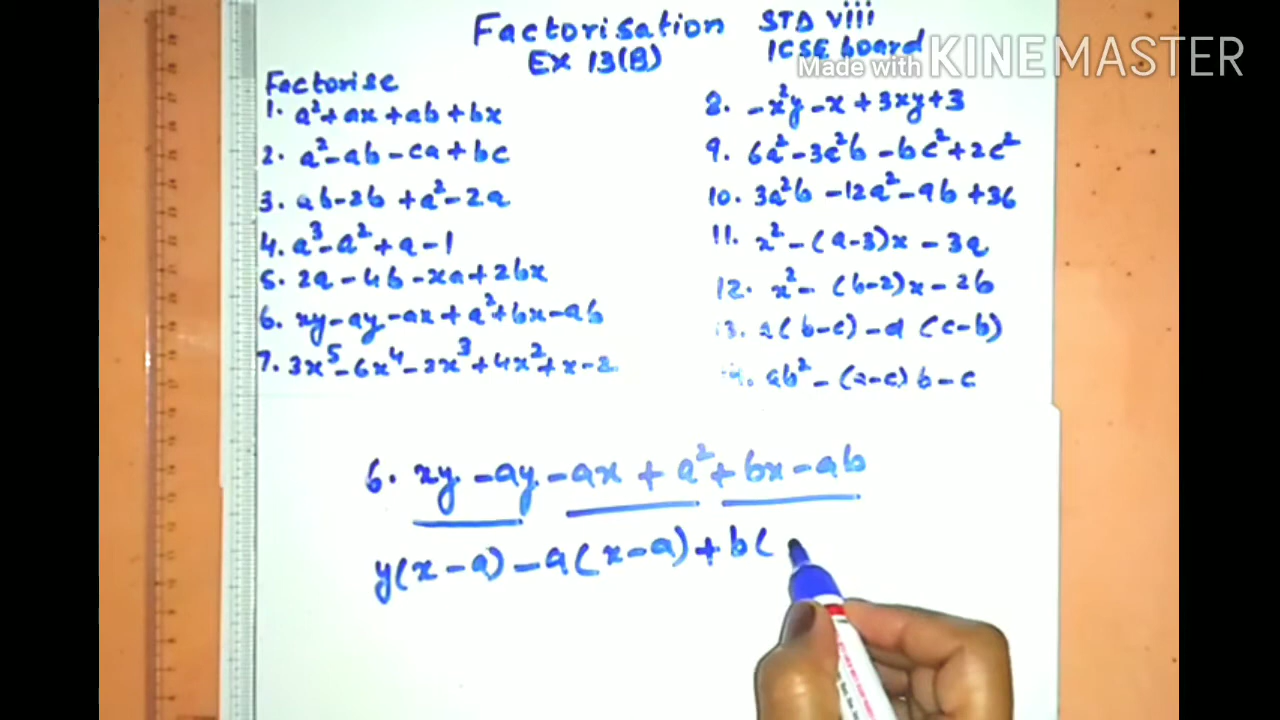 Factorisation STD viii
EX 13(B) ICSE board
Made with KINEMASTER
Factorise
1. a²+ax+ab+bx
2. a²-ab-ca+bc
3. ab-2b+a²-2a
4. a³-a²+a-1
5. 2a-4b-xa+2bx
6. xy-ay-ax+a²+bx-ab
7. 3x⁵-6x⁴-2x³+4x²+x-2
8. -x²y-x+3xy+3
9. 6a²-3a²b-bc²+2c²
10. 3a²b-12a²-9b+36
11. x²-(a-3)x-3a
12. x²-(b-2)x-2b
3. a(b-c)-d(c-b)
ab²-(a-c)b-c
6. xy-ay-ax+a²+bx-ab
y(x-a)-a(x-a)+b(